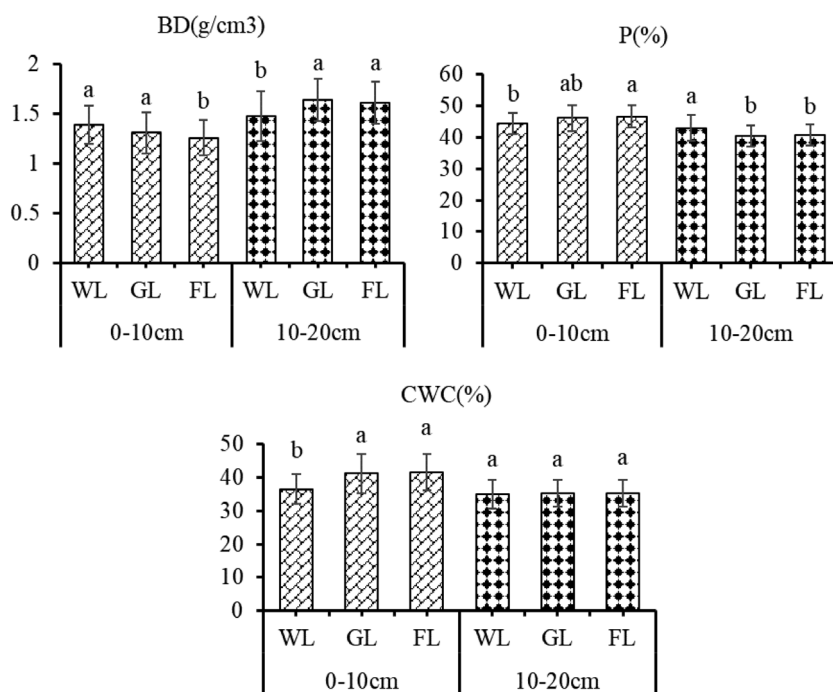 BD(g/cm3)
2
1.5
1
0.5
0
a a b b a a
WL GL FL WL GL FL
0-10cm 10-20cm
P(%)
60
50
40
30
20
10
0
b ab a a b b
WL GL FL WL GL FL
0-10cm 10-20cm
CWC(%)
50
40
30
20
10
0
b a a a a a
WL GL FL WL GL FL
0-10cm 10-20cm